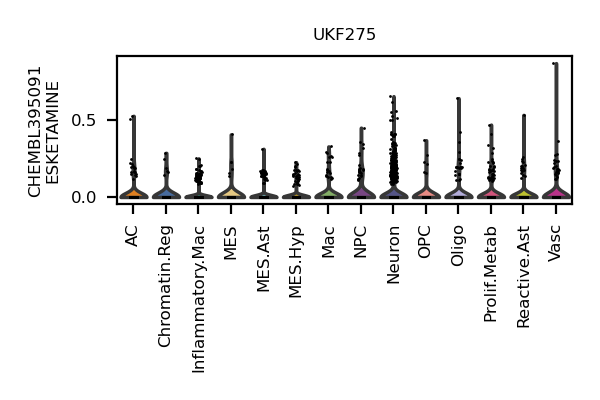 UKF275
CHEMBL395091
ESKETAMINE
0.5
0.0
AC
Chromatin.Reg
Inflammatory.Mac
MES
MES.Ast
MES.Hyp
Mac
NPC
Neuron
OPC
Oligo
Prolif.Metab
Reactive.Ast
Vasc